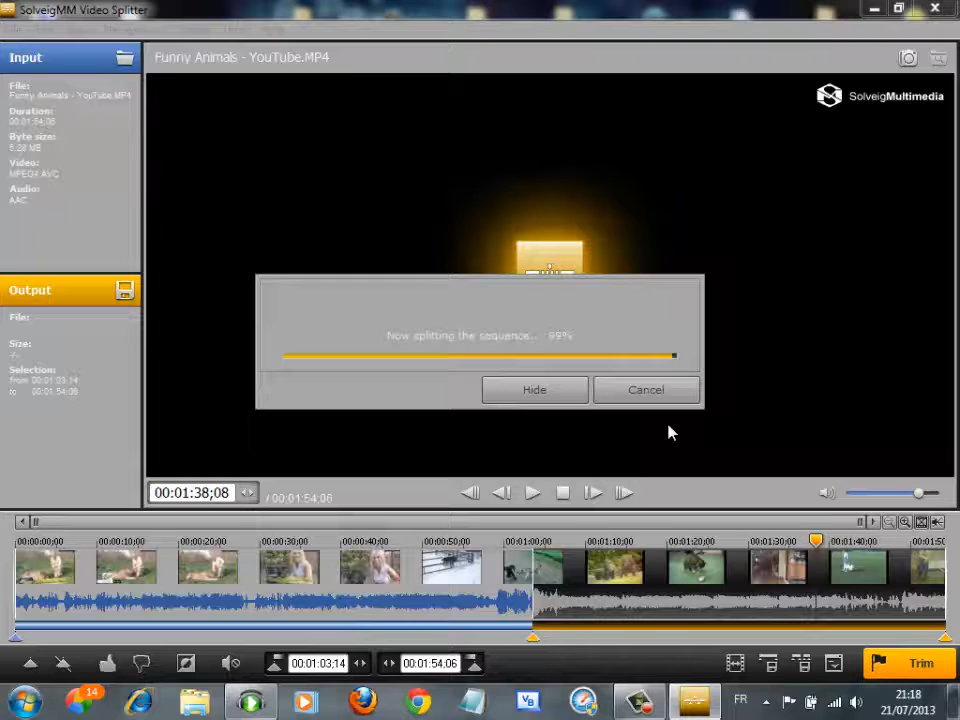 SolveigMM Video Splitter
Input
Funny Animals - YouTube.MP4
SolveigMultimedia
File:
Funny Animals - YouTube.MP4
Duration:
00:01:54;06
Byte size:
Video:
MPEG4 AVC
Audio:
AAC
Output
File:
Size:
-/-
Selection:
from 00:01:03;14
to 00:01:54;06
Now splitting the sequence... 99%
Hide
Cancel
00:01:38;08
/ 00:01:54;06
00:00:00;00
00:00:10;00
00:00:20;00
00:00:30;00
00:00:40;00
00:00:50;00
00:01:00;00
00:01:10;00
00:01:20;00
00:01:30;00
00:01:40;00
00:01:50
00:01:03;14
00:01:54;06
Trim
14
VB
FR
21:18
21/07/2013